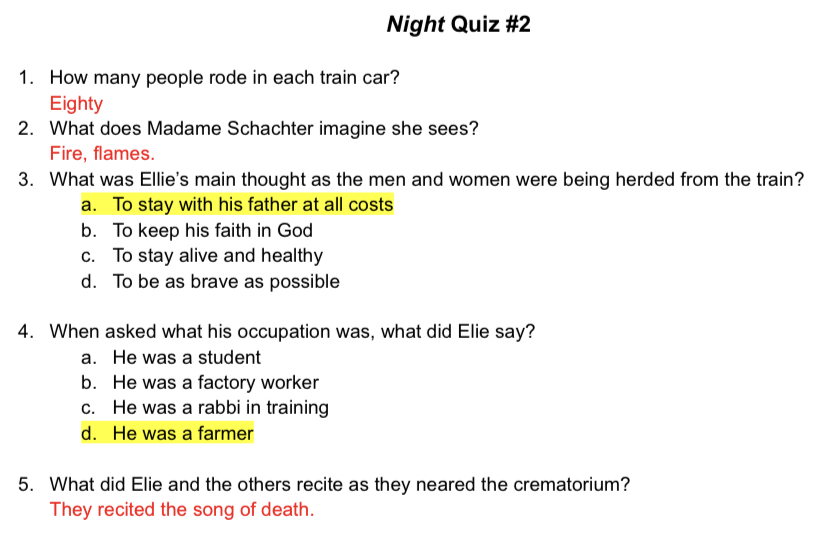 Night Quiz #2
1. How many people rode in each train car?
Eighty
2. What does Madame Schachter imagine she sees?
Fire, flames.
3. What was Ellie's main thought as the men and women were being herded from the train?
a. To stay with his father at all costs
b. To keep his faith in God
c. To stay alive and healthy
d. To be as brave as possible
4. When asked what his occupation was, what did Elie say?
a. He was a student
b. He was a factory worker
c. He was a rabbi in training
d. He was a farmer
5. What did Elie and the others recite as they neared the crematorium?
They recited the song of death.